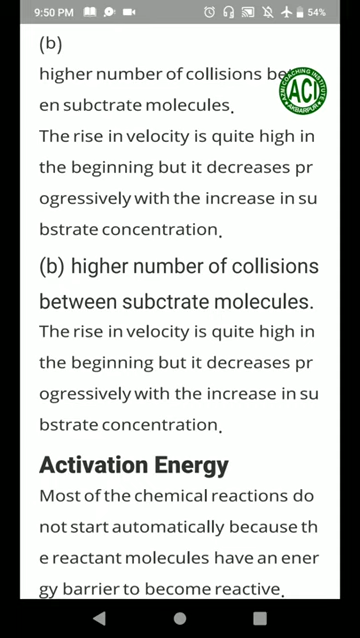 9:50 PM
54%
(b)
higher number of collisions be
en subctrate molecules.
The rise in velocity is quite high in
the beginning but it decreases pr
ogressively with the increase in su
bstrate concentration.
(b) higher number of collisions
between subctrate molecules.
The rise in velocity is quite high in
the beginning but it decreases pr
ogressively with the increase in su
bstrate concentration.
Activation Energy
Most of the chemical reactions do
not start automatically because th
e reactant molecules have an ener
gy barrier to become reactive.
AZMI COACHING INSTITUTE
ACI
AKBARPUR